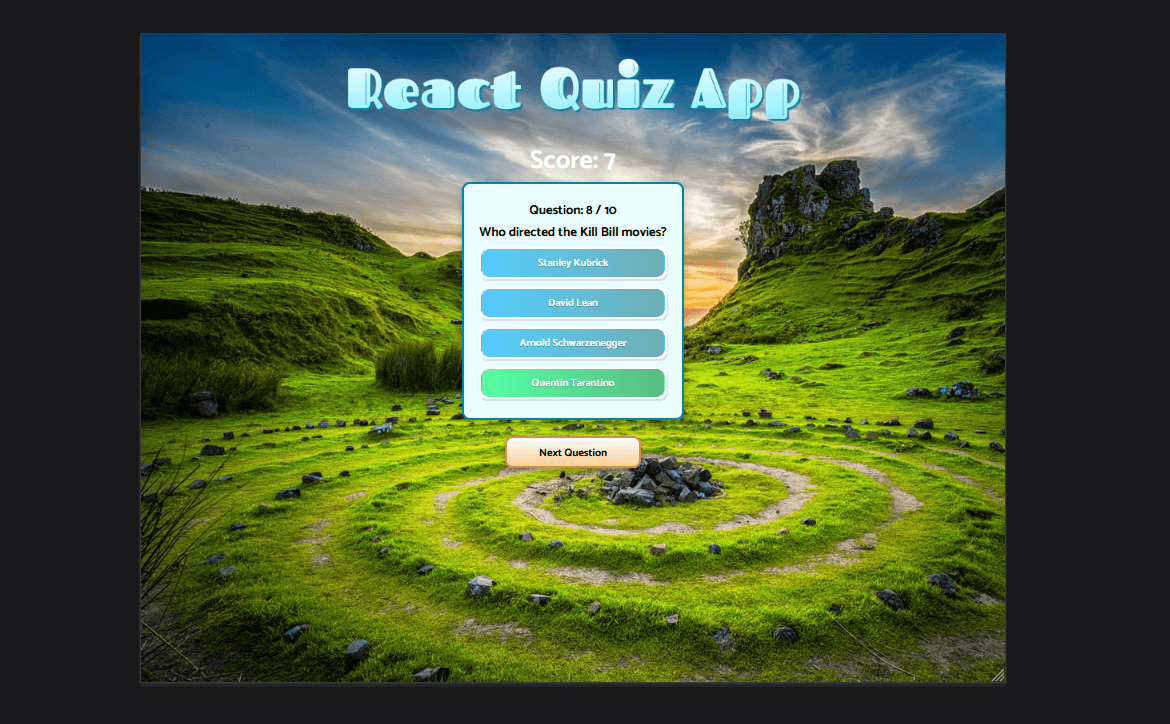 React Quiz App
Score: 7
Question: 8 / 10
Who directed the Kill Bill movies?
Stanley Kubrick
David Lean
Arnold Schwarzenegger
Quentin Tarantino
Next Question